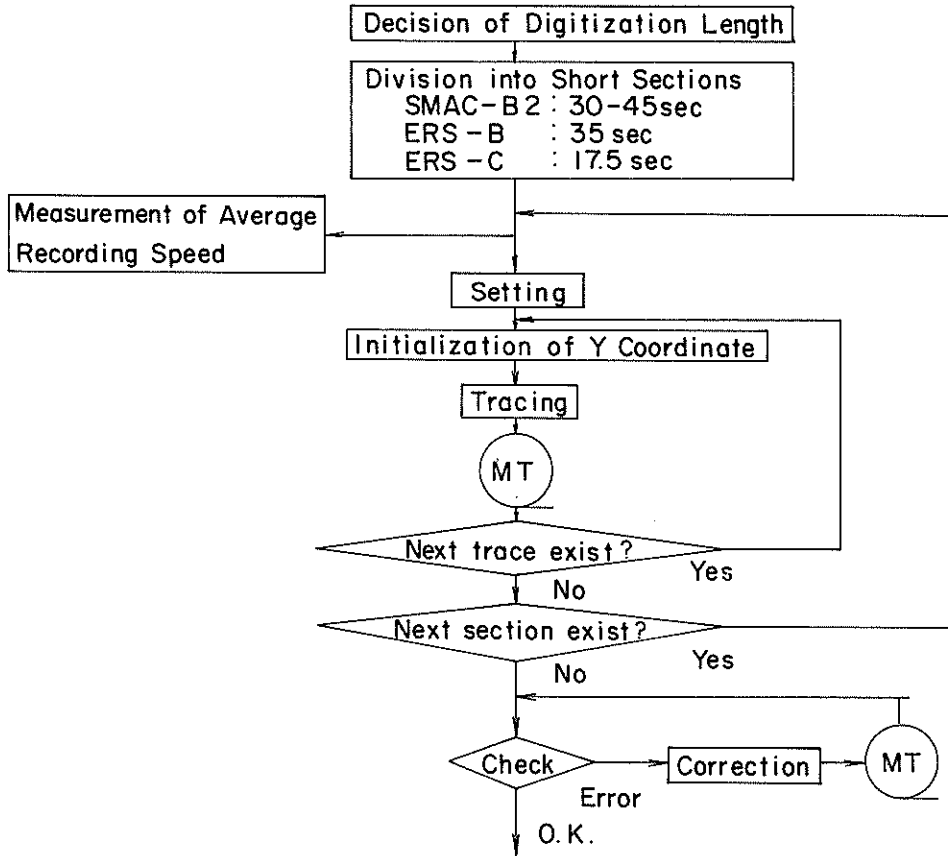 Decision of Digitization Length
Division into Short Sections
SMAC-B2 : 30-45sec
ERS-B : 35 sec
ERS-C : 17.5 sec
Measurement of Average
Recording Speed
Setting
Initialization of Y Coordinate
Tracing
MT
Next trace exist?
Yes
No
Next section exist?
Yes
No
Check
Error
Correction
MT
O.K.